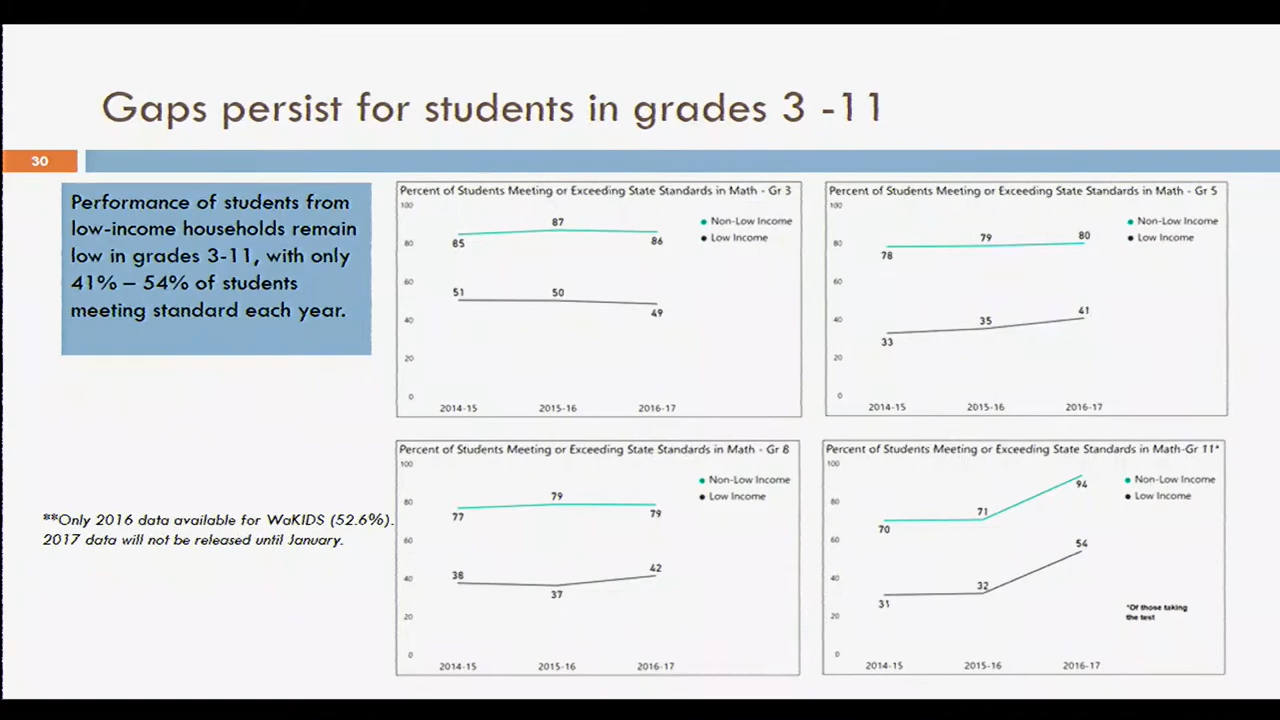 Gaps persist for students in grades 3 -11
30
Performance of students from
low-income households remain
low in grades 3-11, with only
41% – 54% of students
meeting standard each year.
**Only 2016 data available for WaKIDS (52.6%).
2017 data will not be released until January.
Percent of Students Meeting or Exceeding State Standards in Math - Gr 3
100
80
60
40
20
0
85
87
86
51
50
49
Non-Low Income
Low Income
2014-15 2015-16 2016-17
Percent of Students Meeting or Exceeding State Standards in Math - Gr 5
100
80
60
40
20
0
78
79
80
33
35
41
Non-Low Income
Low Income
2014-15 2015-16 2016-17
Percent of Students Meeting or Exceeding State Standards in Math - Gr 8
100
80
60
40
20
0
77
79
79
38
37
42
Non-Low Income
Low Income
2014-15 2015-16 2016-17
Percent of Students Meeting or Exceeding State Standards in Math-Gr 11*
100
80
60
40
20
0
70
71
94
31
32
54
Non-Low Income
Low Income
*Of those taking
the test
2014-15 2015-16 2016-17